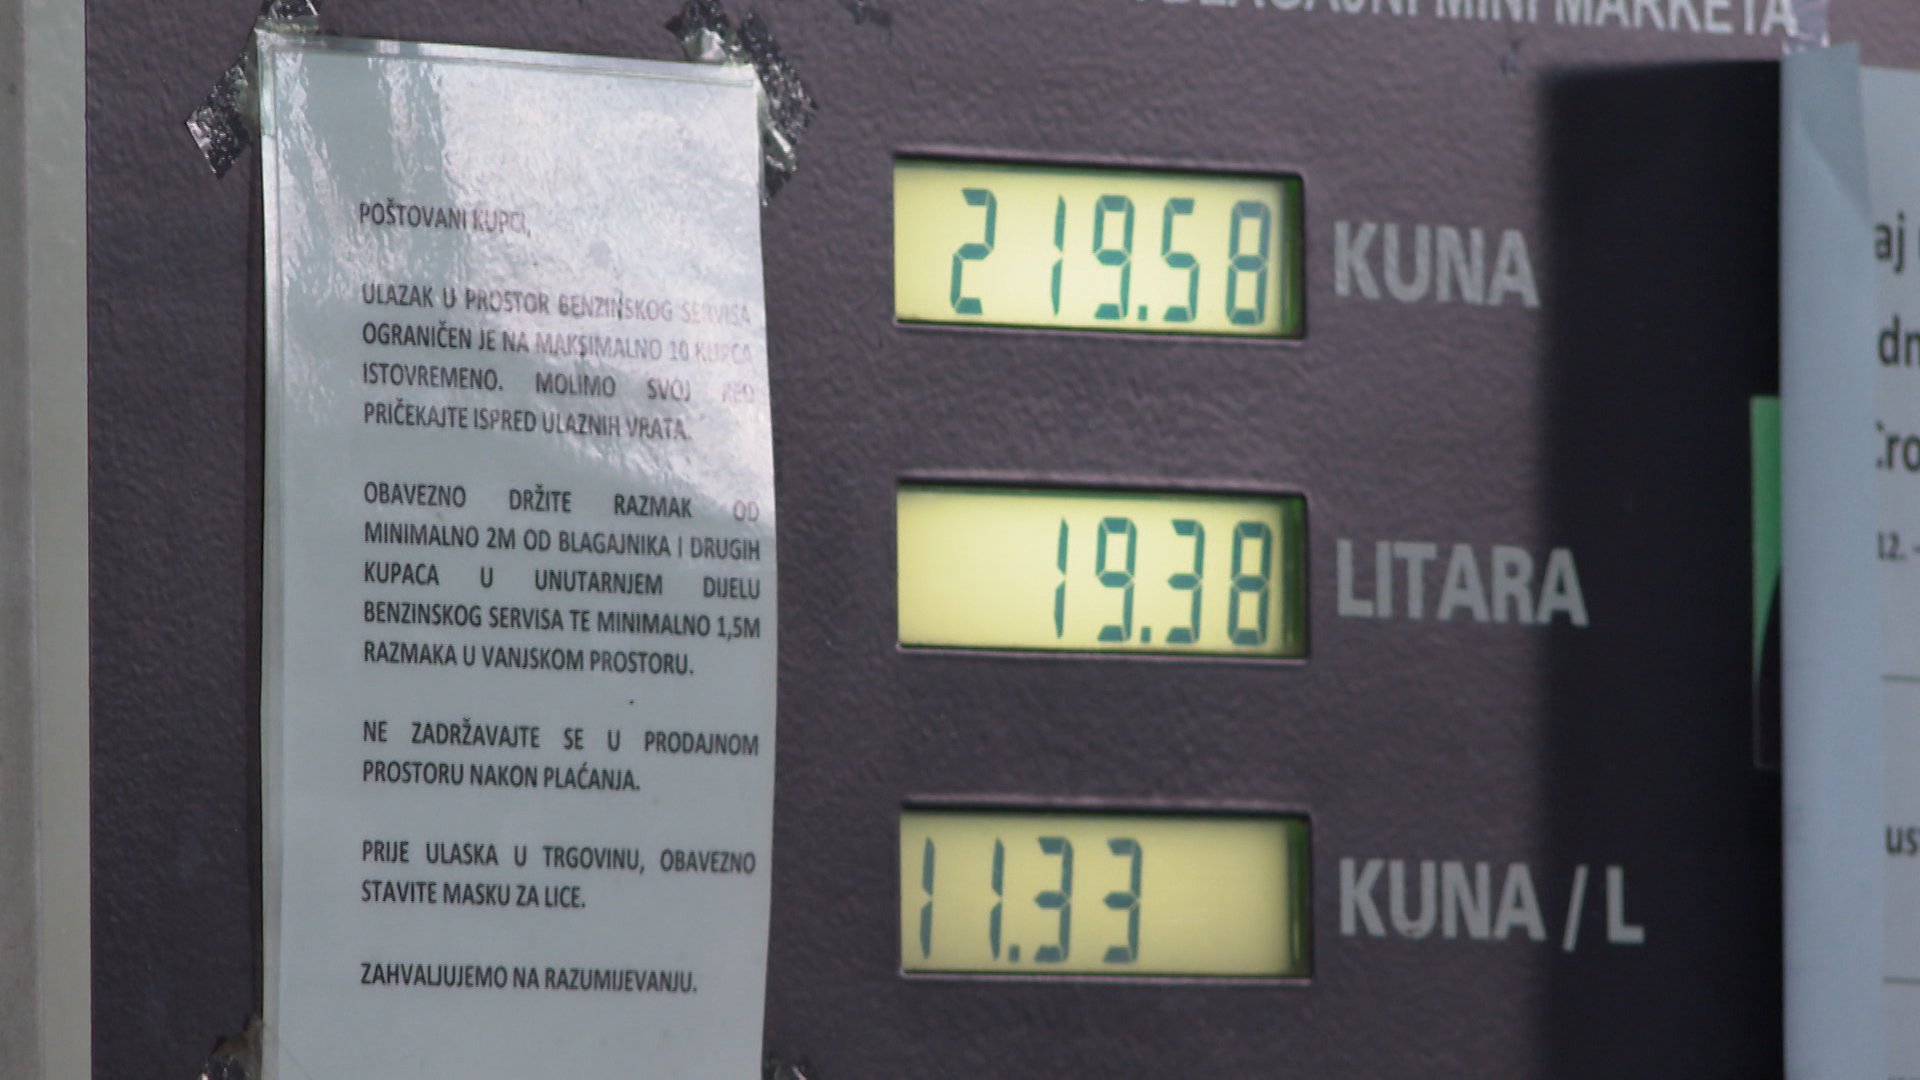 MINI MARKETA
POŠTOVANI KUPCI,
ULAZAK U PROSTOR BENZINSKOG SERVISA
OGRANIČEN JE NA MAKSIMALNO 10 KUPCA
ISTOVREMENO. MOLIMO SVOJ RED
PRIČEKAJTE ISPRED ULAZNIH VRATA.
OBAVEZNO DRŽITE RAZMAK OD
MINIMALNO 2M OD BLAGAJNIKA I DRUGIH
KUPACA U UNUTARNJEM DIJELU
BENZINSKOG SERVISA TE MINIMALNO 1,5M
RAZMAKA U VANJSKOM PROSTORU.
NE ZADRŽAVAJTE SE U PRODAJNOM
PROSTORU NAKON PLAĆANJA.
PRIJE ULASKA U TRGOVINU, OBAVEZNO
STAVITE MASKU ZA LICE.
ZAHVALJUJEMO NA RAZUMIJEVANJU.
219.58 KUNA
19.38 LITARA
11.33 KUNA / L
12.